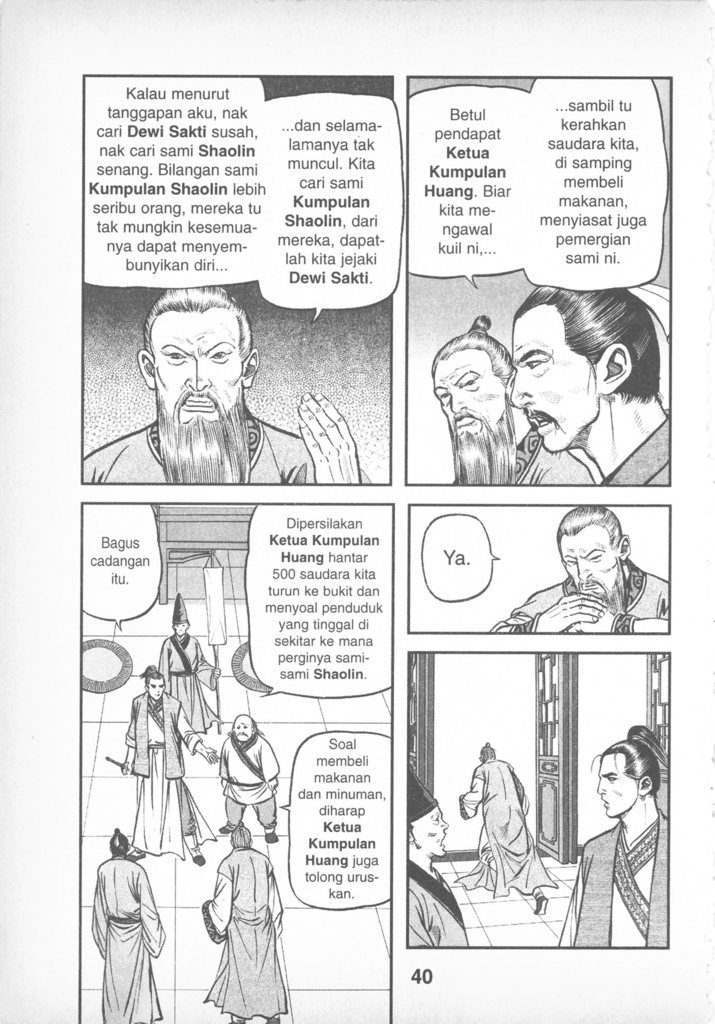 Kalau menurut
tanggapan aku, nak
cari Dewi Sakti susah,
nak cari sami Shaolin
senang. Bilangan sami
Kumpulan Shaolin lebih
seribu orang, mereka tu
tak mungkin kesemua-
nya dapat menyem-
bunyikan diri...
...dan selama-
lamanya tak
muncul. Kita
cari sami
Kumpulan
Shaolin, dari
mereka, dapat-
lah kita jejaki
Dewi Sakti.
Betul
pendapat
Ketua
Kumpulan
Huang. Biar
kita me-
ngawal
kuil ni,...
...sambil tu
kerahkan
saudara kita,
di samping
membeli
makanan,
menyiasat juga
pemergian
sami ni.
Bagus
cadangan
itu.
Dipersilakan
Ketua Kumpulan
Huang hantar
500 saudara kita
turun ke bukit dan
menyoal penduduk
yang tinggal di
sekitar ke mana
perginya sami-
sami Shaolin.
Soal
membeli
makanan
dan minuman,
diharap
Ketua
Kumpulan
Huang juga
tolong urus-
kan.
Ya.
40